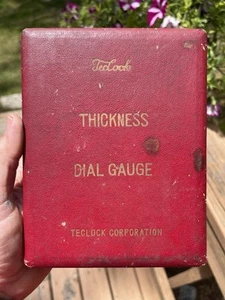 Teclock
THICKNESS
DIAL GAUGE
TECLOCK CORPORATION